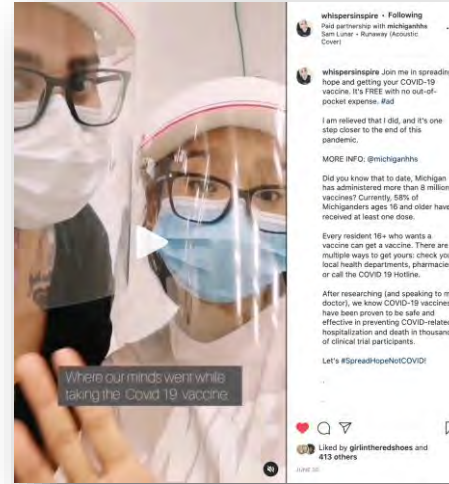 whispersinspire • Following
Paid partnership with michiganhhs
Sam Lunar • Runaway (Acoustic
Cover)
whispersinspire Join me in spreading
hope and getting your COVID-19
vaccine. It's FREE with no out-of-
pocket expense. #ad
I am relieved that I did, and it's one
step closer to the end of this
pandemic.
MORE INFO: @michiganhhs
Did you know that to date, Michigan
has administered more than 8 million
vaccines? Currently, 58% of
Michiganders ages 16 and older have
received at least one dose.
Every resident 16+ who wants a
vaccine can get a vaccine. There are
multiple ways to get yours: check you
local health departments, pharmacie
or call the COVID 19 Hotline.
After researching (and speaking to m
doctor), we know COVID-19 vaccines
have been proven to be safe and
effective in preventing COVID-related
hospitalization and death in thousand
of clinical trial participants.
Let's #SpreadHopeNotCOVID!
Where our minds went while
taking the Covid 19 vaccine
Liked by girlintheredshoes and
413 others
JUNE